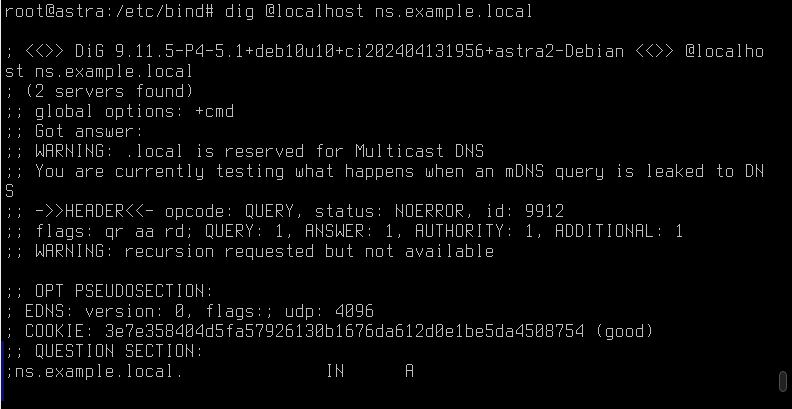 root@astra:/etc/bind# dig @localhost ns.example.local
; <<>> DiG 9.11.5-P4-5.1+deb10u10+ci202404131956+astra2-Debian <<>> @localho
st ns.example.local
; (2 servers found)
;; global options: +cmd
;; Got answer:
;; WARNING: .local is reserved for Multicast DNS
;; You are currently testing what happens when an mDNS query is leaked to DN
S
;; ->>HEADER<<- opcode: QUERY, status: NOERROR, id: 9912
;; flags: qr aa rd; QUERY: 1, ANSWER: 1, AUTHORITY: 1, ADDITIONAL: 1
;; WARNING: recursion requested but not available
;; OPT PSEUDOSECTION:
; EDNS: version: 0, flags:; udp: 4096
; COOKIE: 3e7e358404d5fa57926130b1676da612d0e1be5da4508754 (good)
;; QUESTION SECTION:
;ns.example.local. IN A